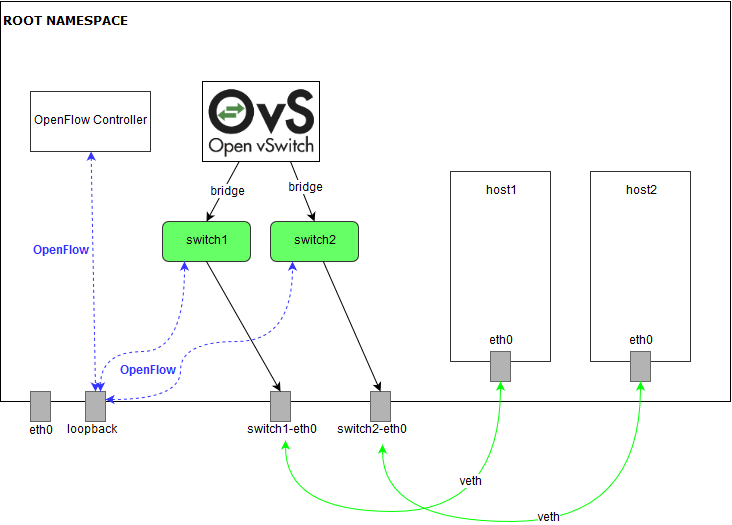 ROOT NAMESPACE
OpenFlow Controller
OvS
Open vSwitch
bridge
bridge
host1
host2
switch1
switch2
OpenFlow
OpenFlow
eth0
eth0
eth0
loopback
switch1-eth0
switch2-eth0
veth
veth